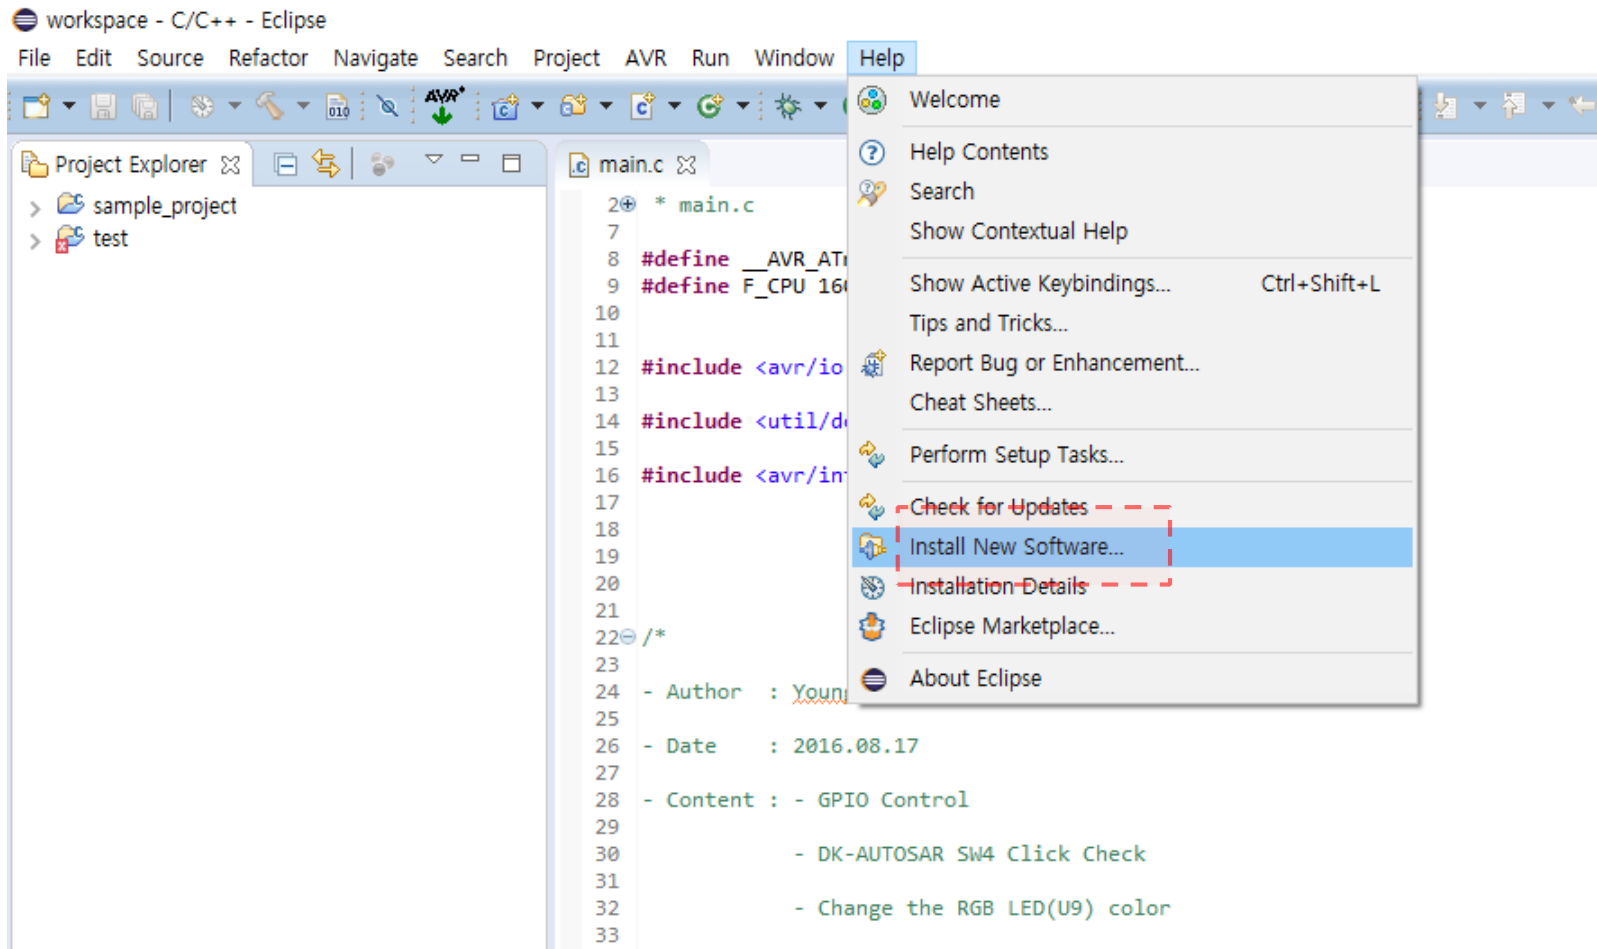 workspace - C/C++ - Eclipse
File Edit Source Refactor Navigate Search Project AVR Run Window Help
010 AVR
Project Explorer
sample_project
test
main.c
2 * main.c
7
8 #define
9 #define F_CPU
10
11
12 #include <avr/io
13
14 #include
15
16 #include
17
18
19
20
21
22 /*
23
24 - Author :
25
26 - Date : 2016.08.17
27
28 - Content : - GPIO Control
29
30 - DK-AUTOSAR SW4 Click Check
31
32 - Change the RGB LED(U9) color
33
Welcome
Help Contents
Search
Show Contextual Help
Show Active Keybindings... Ctrl+Shift+L
Tips and Tricks...
Report Bug or Enhancement...
Cheat Sheets...
Perform Setup Tasks...
Check for Updates
Install New Software...
Installation Details
Eclipse Marketplace...
About Eclipse